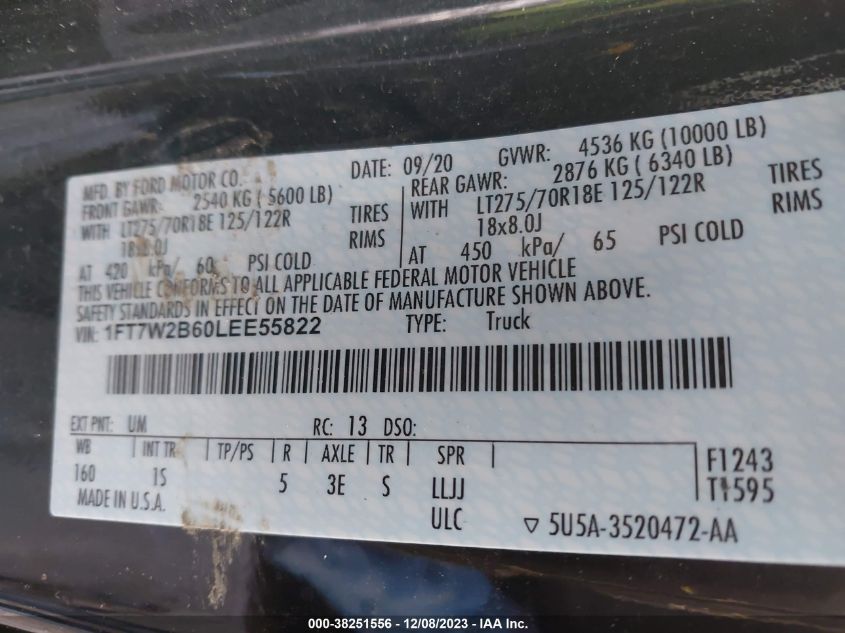 MFD. BY FORD MOTOR CO.
DATE: 09/20 GVWR: 4536 KG (10000 LB)
FRONT GAWR: 2540 KG ( 5600 LB)
REAR GAWR: 2876 KG ( 6340 LB)
WITH LT275/70R18E 125/122R TIRES
WITH LT275/70R18E 125/122R TIRES
18x8.0J RIMS
18x8.0J RIMS
AT 420 kPa/ 60 PSI COLD
AT 450 kPa/ 65 PSI COLD
THIS VEHICLE CONFORMS TO ALL APPLICABLE FEDERAL MOTOR VEHICLE
SAFETY STANDARDS IN EFFECT ON THE DATE OF MANUFACTURE SHOWN ABOVE.
VIN: 1FT7W2B60LEE55822 TYPE: Truck
EXT PNT: UM RC: 13 DSO:
WB INT TR TP/PS R AXLE TR SPR
160 1S 5 3E S LLJJ
F1243
T1595
MADE IN U.S.A.
ULC ▽ 5U5A-3520472-AA
000-38251556 - 12/08/2023 - IAA Inc.